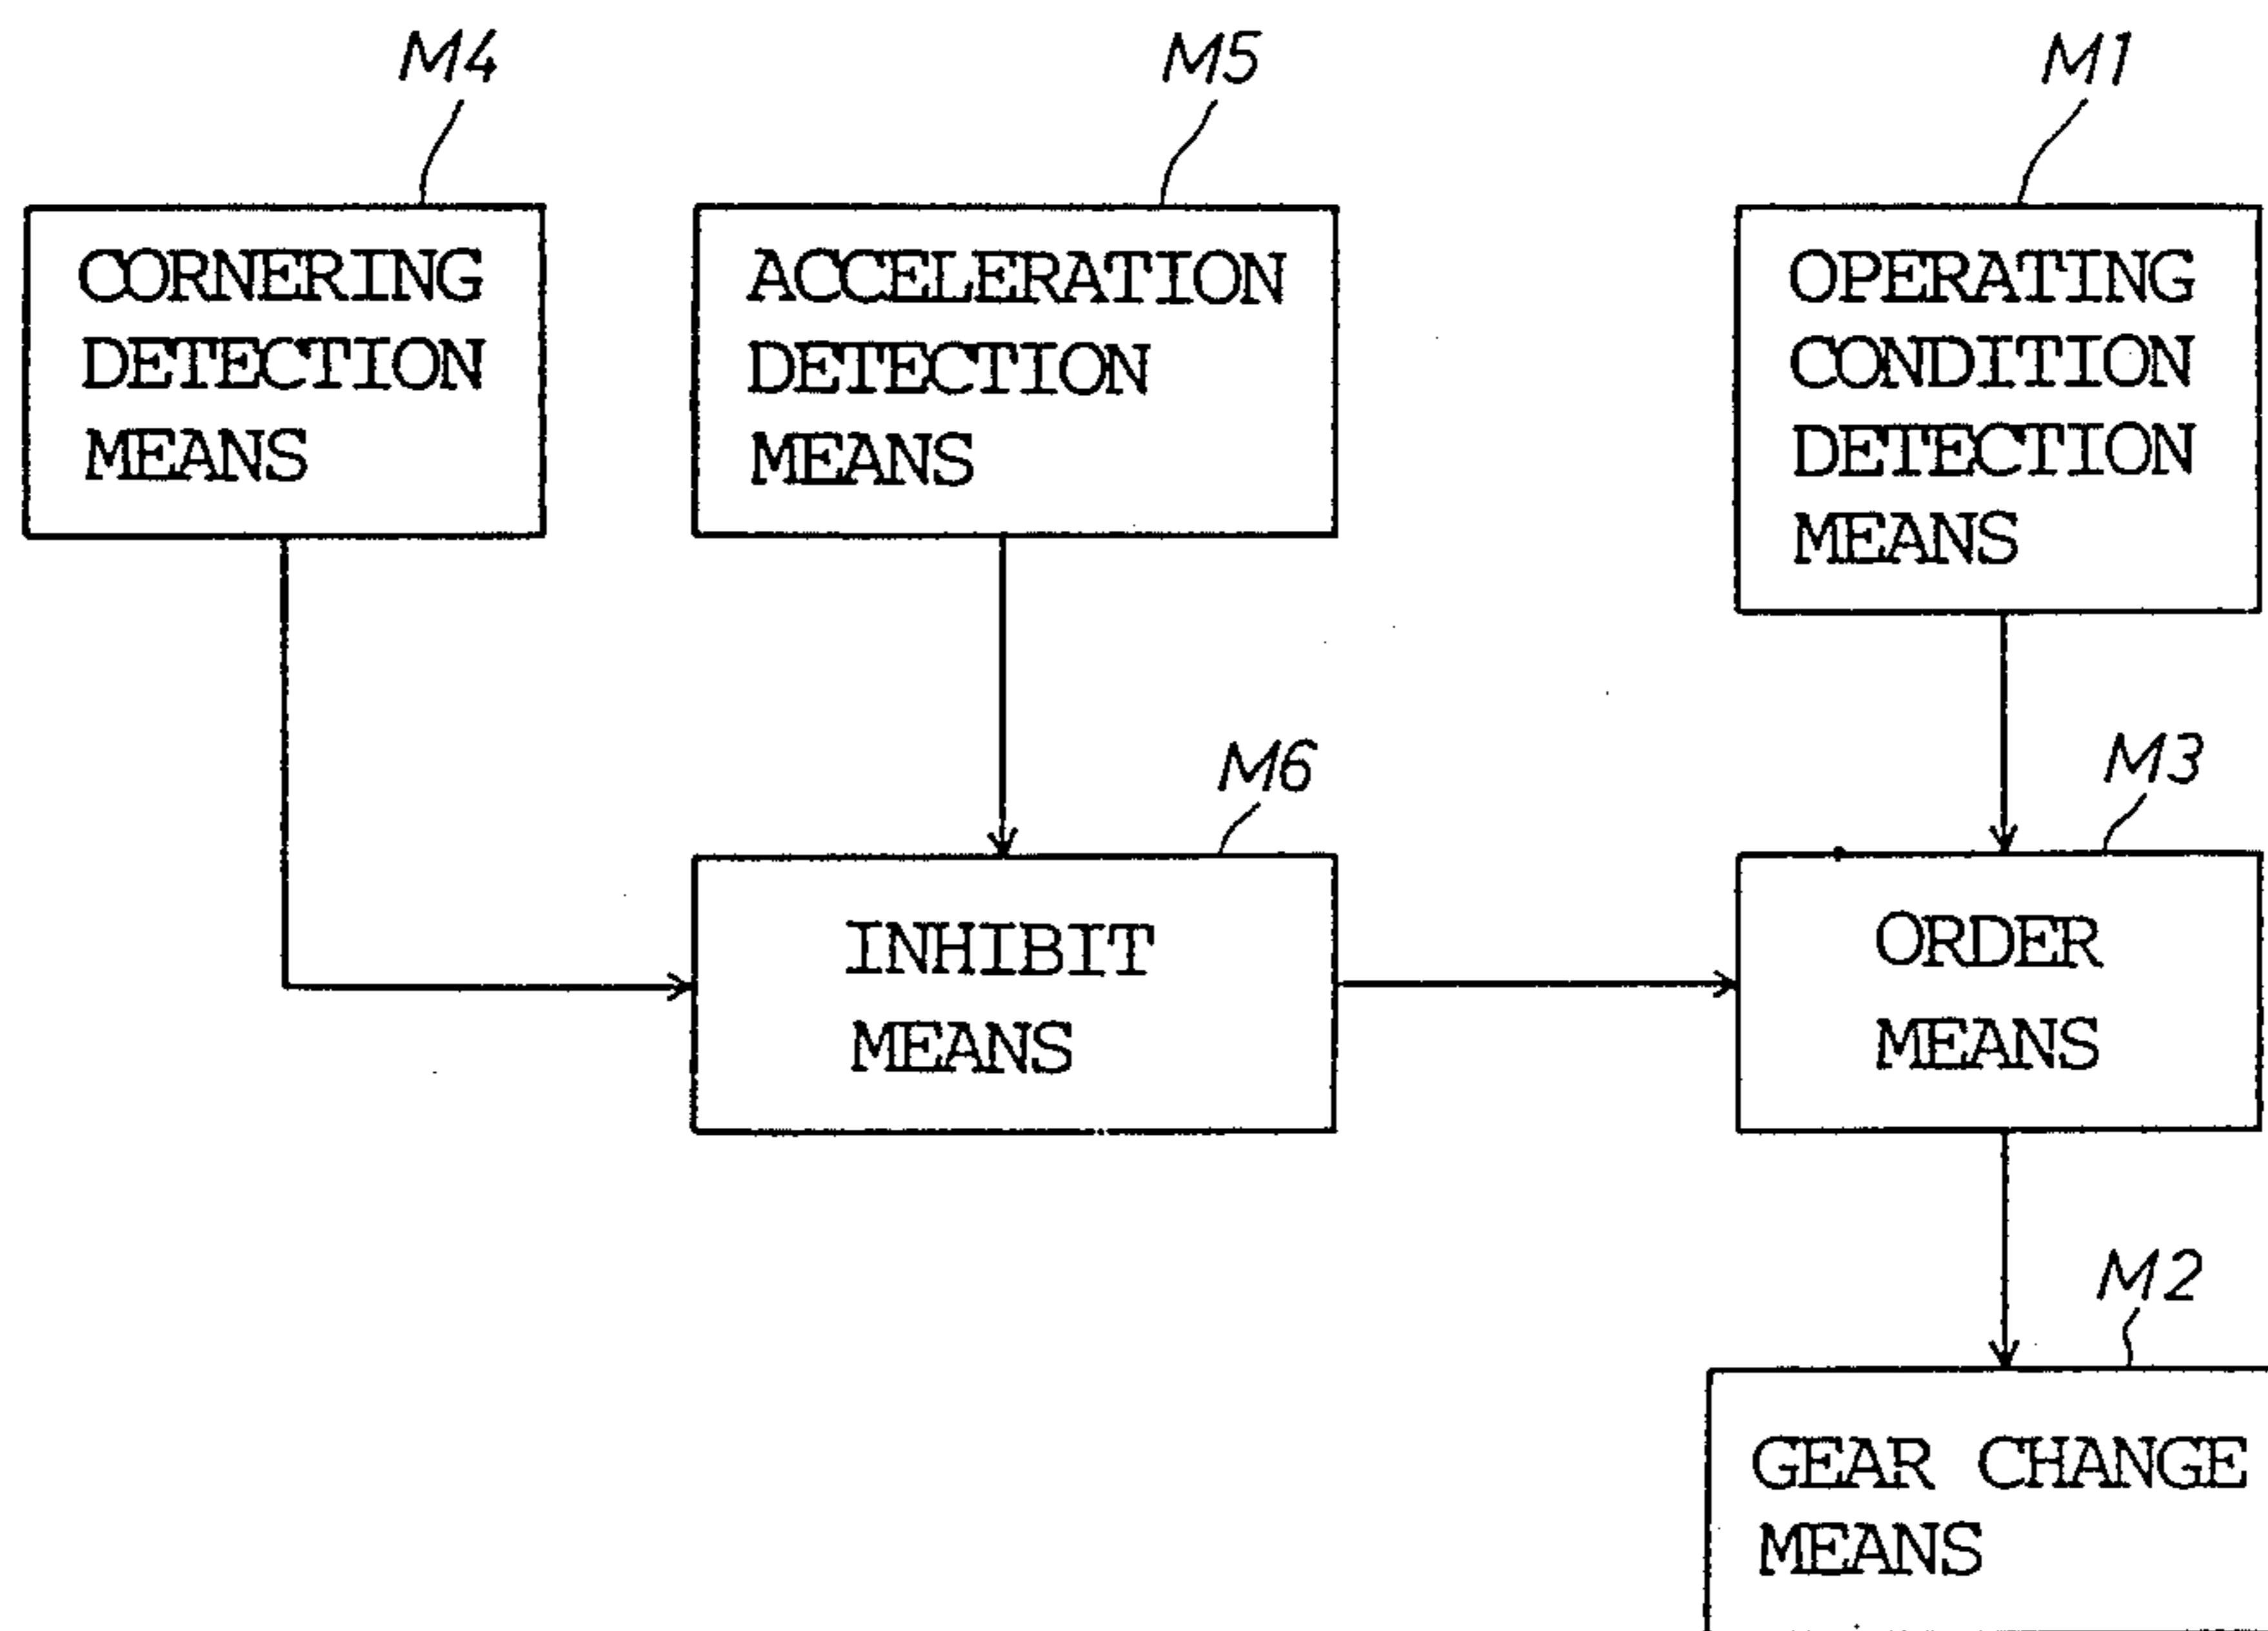 M4
M5
M1
CORNERING
DETECTION
MEANS
ACCELERATION
DETECTION
MEANS
OPERATING
CONDITION
DETECTION
MEANS
M6
M3
INHIBIT
MEANS
ORDER
MEANS
M2
GEAR CHANGE
MEANS